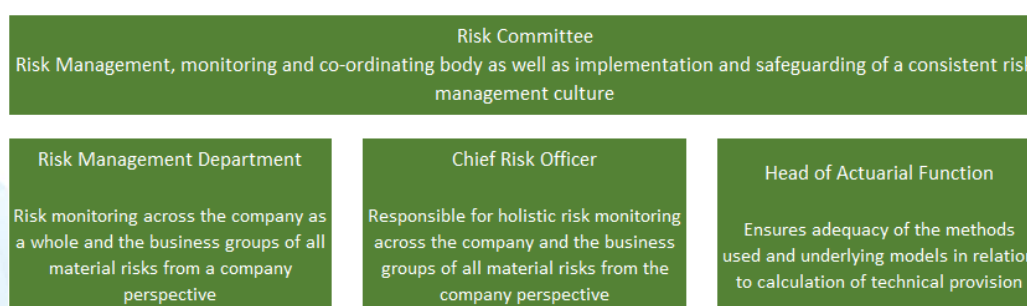 Risk Committee
Risk Management, monitoring and co-ordinating body as well as implementation and safeguarding of a consistent risk
management culture
Risk Management Department
Risk monitoring across the company as
a whole and the business groups of all
material risks from a company
perspective
Chief Risk Officer
Responsible for holistic risk monitoring
across the company and the business
groups of all material risks from the
company perspective
Head of Actuarial Function
Ensures adequacy of the methods
used and underlying models in relation
to calculation of technical provision